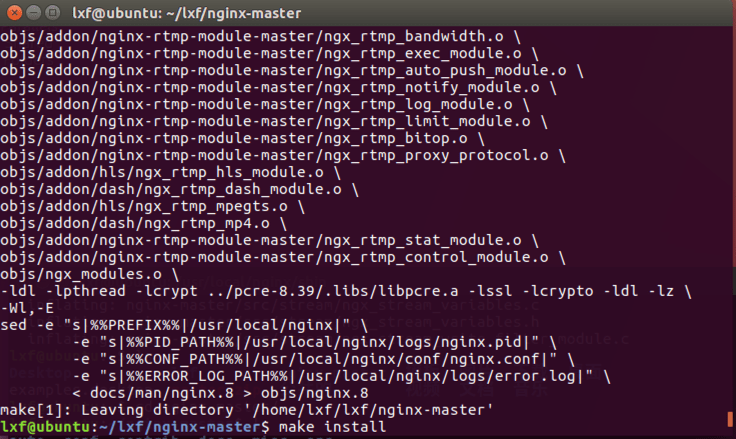 lxf@ubuntu: ~/lxf/nginx-master
objs/addon/nginx-rtmp-module-master/ngx_rtmp_bandwidth.o \
objs/addon/nginx-rtmp-module-master/ngx_rtmp_exec_module.o \
objs/addon/nginx-rtmp-module-master/ngx_rtmp_auto_push_module.o \
objs/addon/nginx-rtmp-module-master/ngx_rtmp_notify_module.o \
objs/addon/nginx-rtmp-module-master/ngx_rtmp_log_module.o \
objs/addon/nginx-rtmp-module-master/ngx_rtmp_limit_module.o \
objs/addon/nginx-rtmp-module-master/ngx_rtmp_bitop.o \
objs/addon/nginx-rtmp-module-master/ngx_rtmp_proxy_protocol.o \
objs/addon/hls/ngx_rtmp_hls_module.o \
objs/addon/dash/ngx_rtmp_dash_module.o \
objs/addon/hls/ngx_rtmp_mpegts.o \
objs/addon/dash/ngx_rtmp_mp4.o \
objs/addon/nginx-rtmp-module-master/ngx_rtmp_stat_module.o \
objs/addon/nginx-rtmp-module-master/ngx_rtmp_control_module.o \
objs/ngx_modules.o \
-ldl -lpthread -lcrypt ../pcre-8.39/.libs/libpcre.a -lssl -lcrypto -ldl -lz \
-Wl,-E
sed -e "s|%%PREFIX%%|/usr/local/nginx|" \
-e "s|%%PID_PATH%%|/usr/local/nginx/logs/nginx.pid|" \
-e "s|%%CONF_PATH%%|/usr/local/nginx/conf/nginx.conf|" \
-e "s|%%ERROR_LOG_PATH%%|/usr/local/nginx/logs/error.log|" \
< docs/man/nginx.8 > objs/nginx.8
make[1]: Leaving directory '/home/lxf/lxf/nginx-master'
lxf@ubuntu:~/lxf/nginx-master$ make install